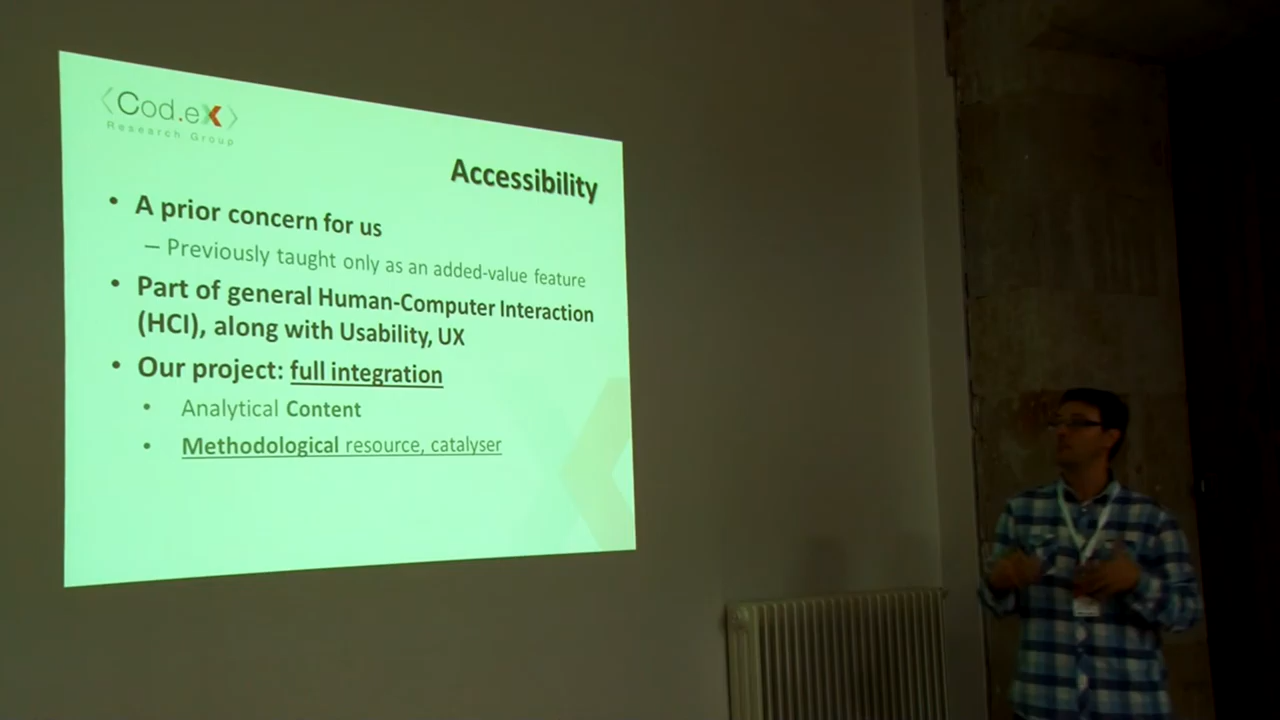 <Cod.eX>
Research Group
Accessibility
• A prior concern for us
– Previously taught only as an added-value feature
• Part of general Human-Computer Interaction
(HCI), along with Usability, UX
• Our project: full integration
• Analytical Content
• Methodological resource, catalyser